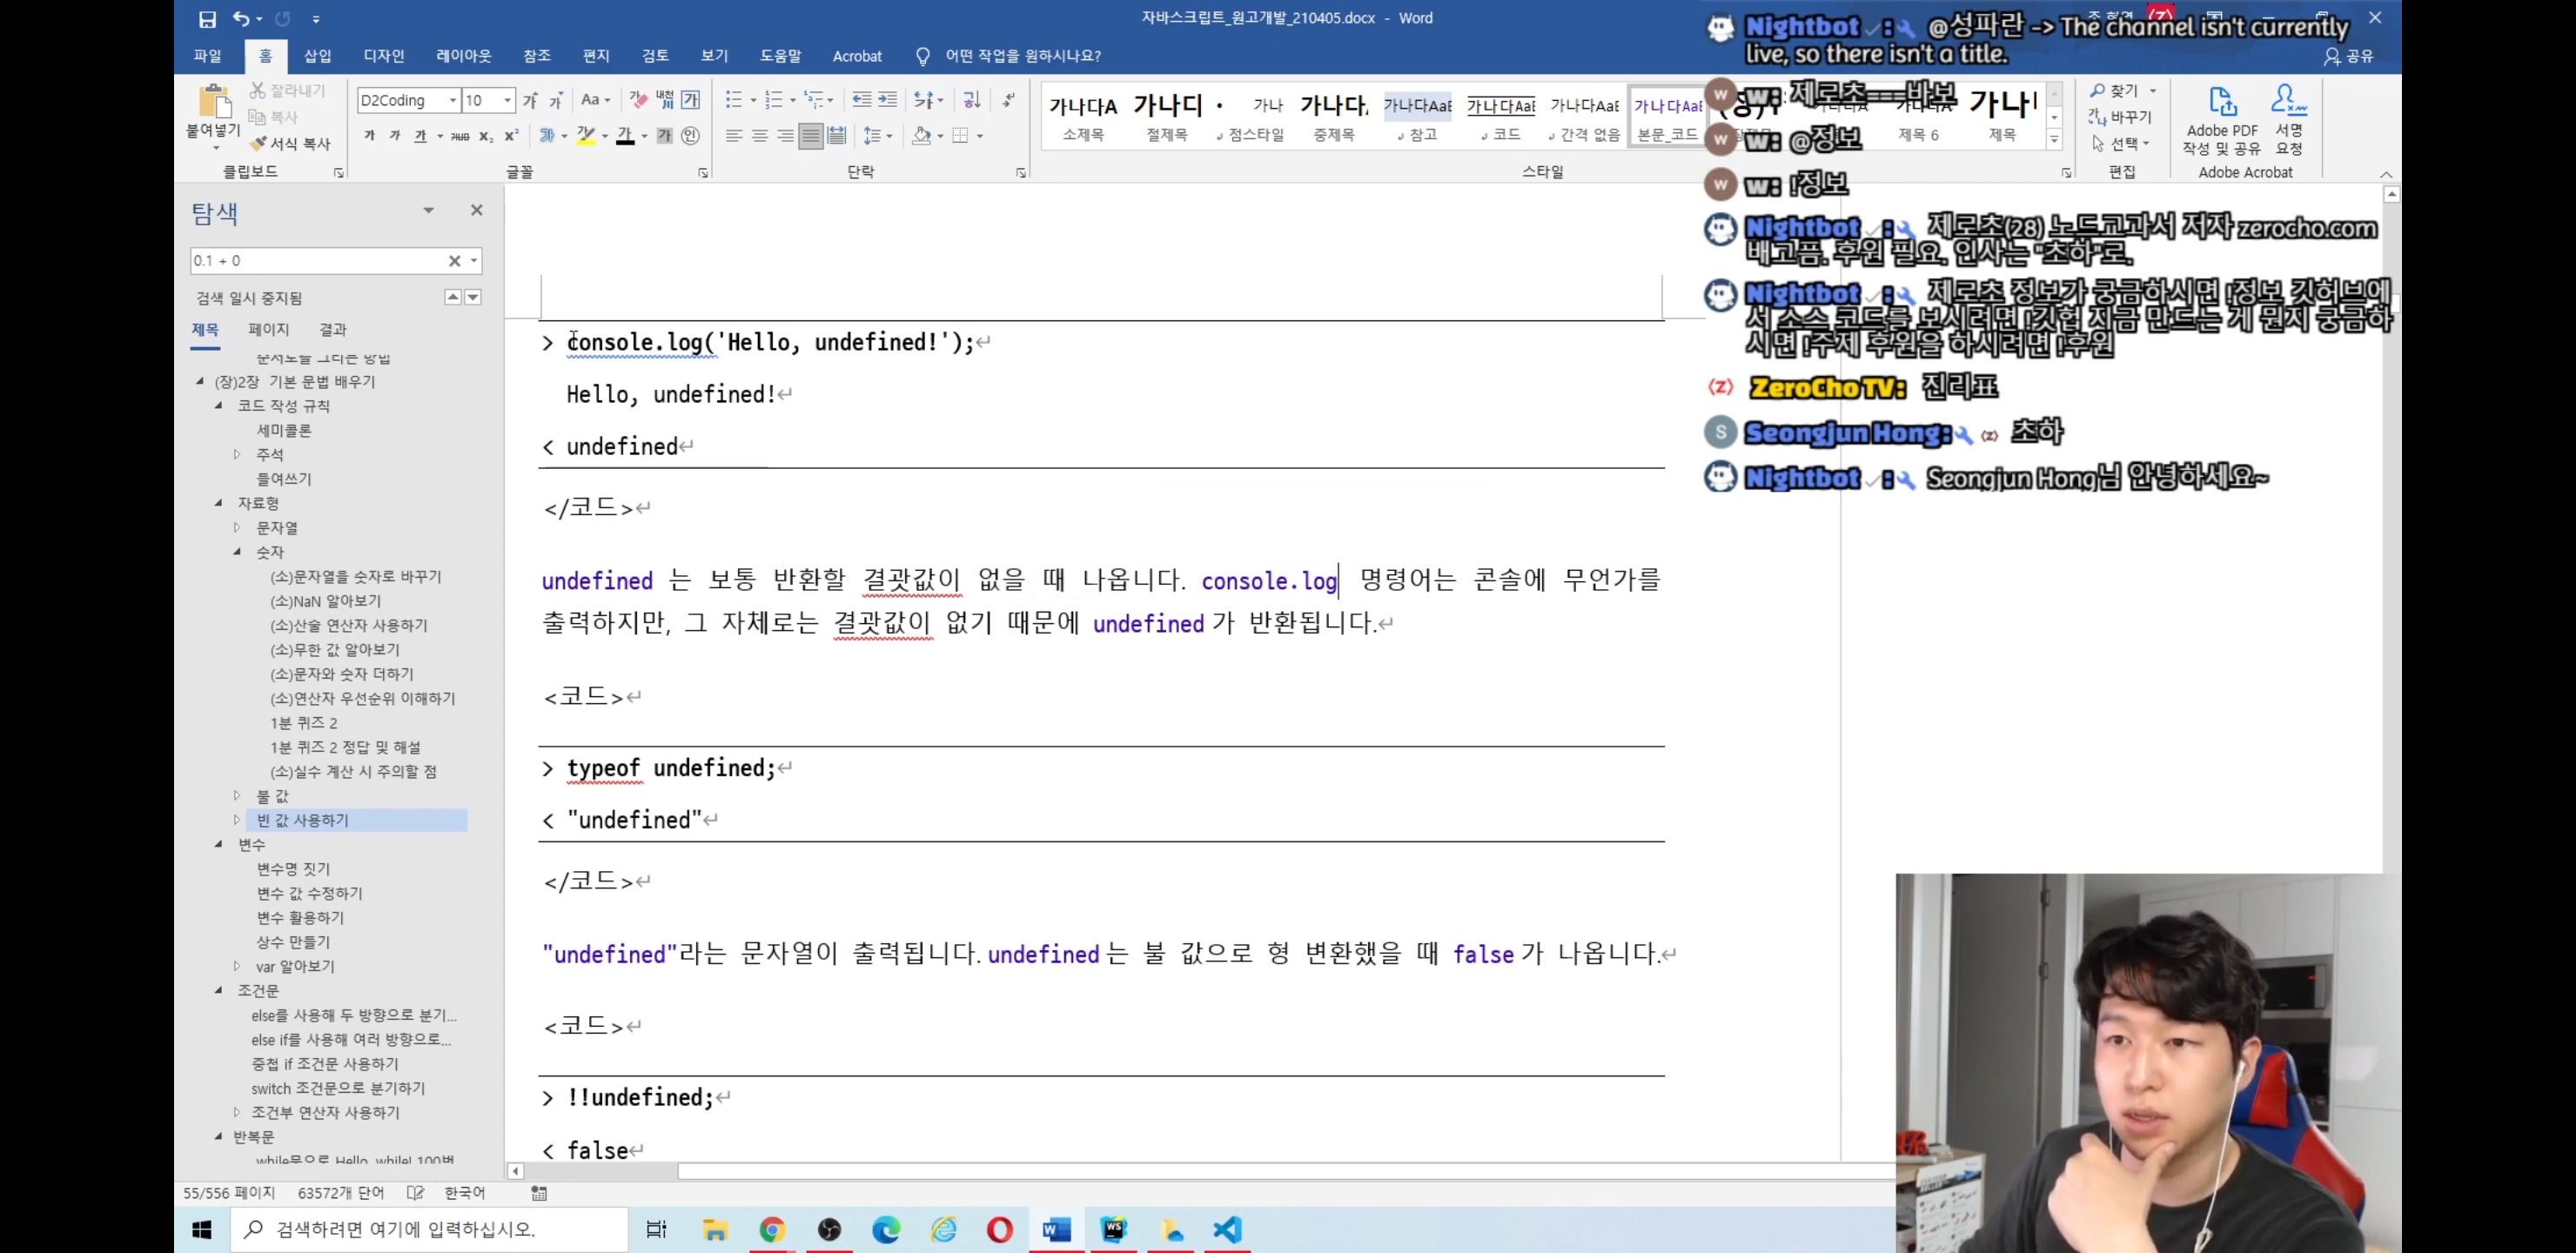 자바스크립트_원고개발_210405.docx - Word
파일 홈 삽입 디자인 레이아웃 참조 편지 검토 보기 도움말 Acrobat 어떤 작업을 원하시나요? 공유
붙여넣기
잘라내기
복사
서식 복사
클립보드
D2Coding 10
글꼴
단락
가나다A 소제목
가나다 절제목
가나 점스타일
가나다, 중제목
가나다AaB 참고
가나다AaB 코드
가나다AaB 간격 없음
가나다AaB 본문_코드
제목 6
제목
스타일
찾기
바꾸기
선택
편집
Adobe PDF 작성 및 공유
서명 요청
Adobe Acrobat
탐색
0.1 + 0
검색 일시 중지됨
제목 페이지 결과
순서도를 그리는 방법
(장)2장 기본 문법 배우기
코드 작성 규칙
세미콜론
주석
들여쓰기
자료형
문자열
숫자
(소)문자열을 숫자로 바꾸기
(소)NaN 알아보기
(소)산술 연산자 사용하기
(소)무한 값 알아보기
(소)문자와 숫자 더하기
(소)연산자 우선순위 이해하기
1분 퀴즈 2
1분 퀴즈 2 정답 및 해설
(소)실수 계산 시 주의할 점
불 값
빈 값 사용하기
변수
변수명 짓기
변수 값 수정하기
변수 활용하기
상수 만들기
var 알아보기
조건문
else를 사용해 두 방향으로 분기...
else if를 사용해 여러 방향으로...
중첩 if 조건문 사용하기
switch 조건문으로 분기하기
조건부 연산자 사용하기
반복문
while문으로 Hello, while! 100번
> console.log('Hello, undefined!');
Hello, undefined!
< undefined
</코드>
undefined 는 보통 반환할 결괏값이 없을 때 나옵니다. console.log 명령어는 콘솔에 무언가를
출력하지만, 그 자체로는 결괏값이 없기 때문에 undefined 가 반환됩니다.
<코드>
> typeof undefined;
< "undefined"
</코드>
"undefined"라는 문자열이 출력됩니다. undefined 는 불 값으로 형 변환했을 때 false 가 나옵니다.
<코드>
> !!undefined;
< false
Nightbot : @성파란 -> The channel isn't currently
live, so there isn't a title.
w: 제로초===바보
w: @정보
w: !정보
Nightbot : 제로초(28) 노드교과서 저자 zerocho.com
배고픔. 후원 필요. 인사는 "초하"로.
Nightbot : 제로초 정보가 궁금하시면 !정보 깃허브에
서 소스 코드를 보시려면 !깃헙 지금 만드는 게 뭔지 궁금하
시면 !주제 후원을 하시려면 !후원
ZeroCho TV: 진리표
Seongjun Hong: 초하
Nightbot : Seongjun Hong님 안녕하세요~
55/556 페이지 63572개 단어 한국어
검색하려면 여기에 입력하십시오.